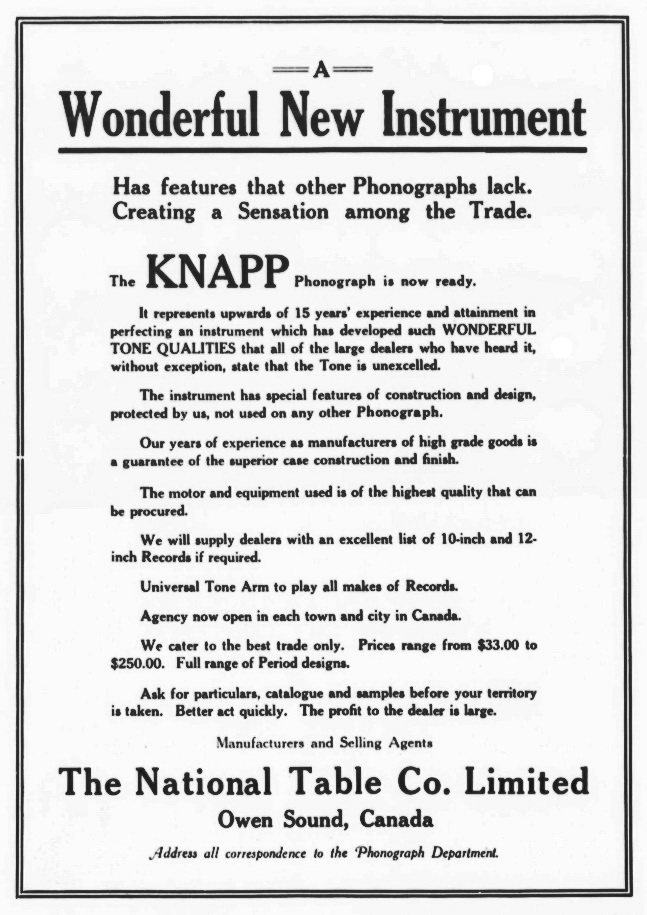 A
Wonderful New Instrument
Has features that other Phonographs lack.
Creating a Sensation among the Trade.
The KNAPP Phonograph is now ready.
It represents upwards of 15 years' experience and attainment in
perfecting an instrument which has developed such WONDERFUL
TONE QUALITIES that all of the large dealers who have heard it,
without exception, state that the Tone is unexcelled.
The instrument has special features of construction and design,
protected by us, not used on any other Phonograph.
Our years of experience as manufacturers of high grade goods is
a guarantee of the superior case construction and finish.
The motor and equipment used is of the highest quality that can
be procured.
We will supply dealers with an excellent list of 10-inch and 12-
inch Records if required.
Universal Tone Arm to play all makes of Records.
Agency now open in each town and city in Canada.
We cater to the best trade only. Prices range from $33.00 to
$250.00. Full range of Period designs.
Ask for particulars, catalogue and samples before your territory
is taken. Better act quickly. The profit to the dealer is large.
Manufacturers and Selling Agents
The National Table Co. Limited
Owen Sound, Canada
Address all correspondence to the Phonograph Department.